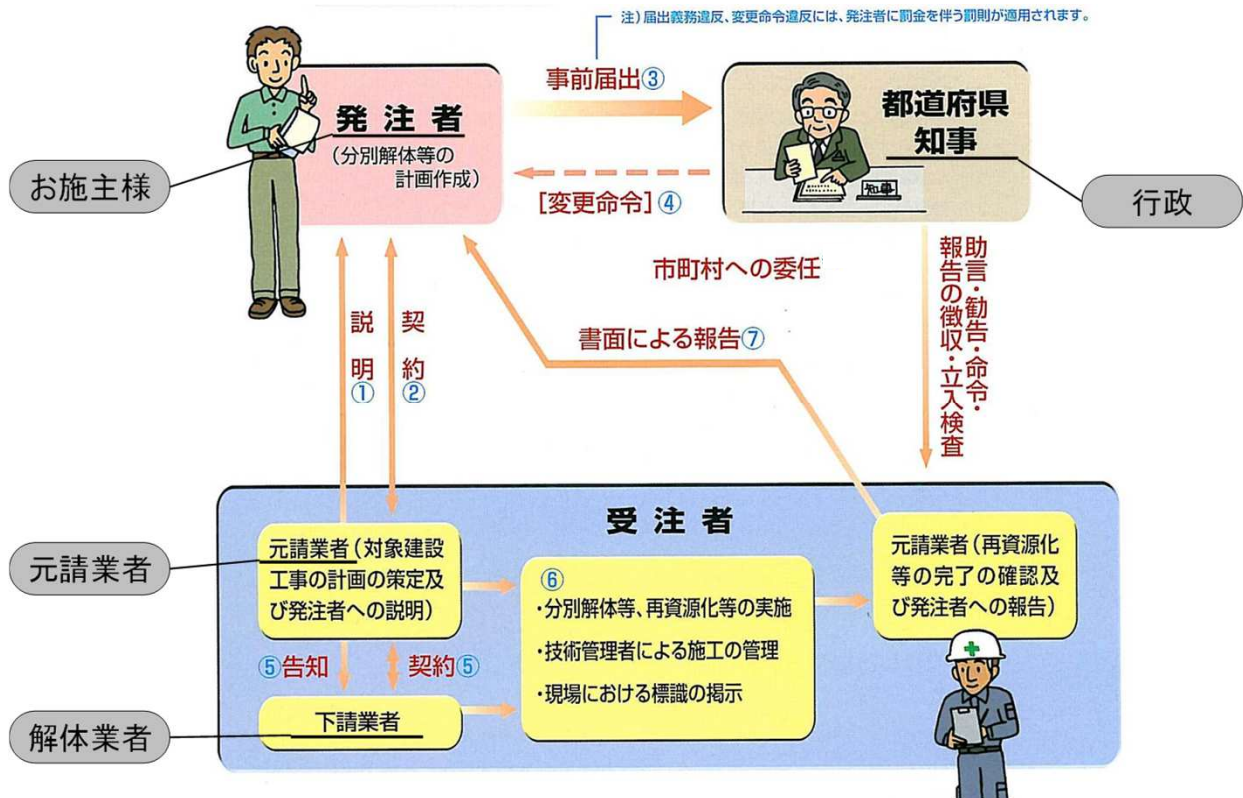 注)届出義務違反、変更命令違反には、発注者に罰金を伴う罰則が適用されます。
事前届出③
発注者
(分別解体等の
計画作成)
都道府県
知事
知事
お施主様
行政
[変更命令]④
市町村への委任
助言・勧告・命令・
報告の徴収・立入検査
説明①
契約②
書面による報告⑦
受注者
元請業者
元請業者(対象建設
工事の計画の策定及
び発注者への説明)
⑥
・分別解体等、再資源化等の実施
・技術管理者による施工の管理
・現場における標識の掲示
元請業者(再資源化
等の完了の確認及
び発注者への報告)
⑤告知
契約⑤
解体業者
下請業者